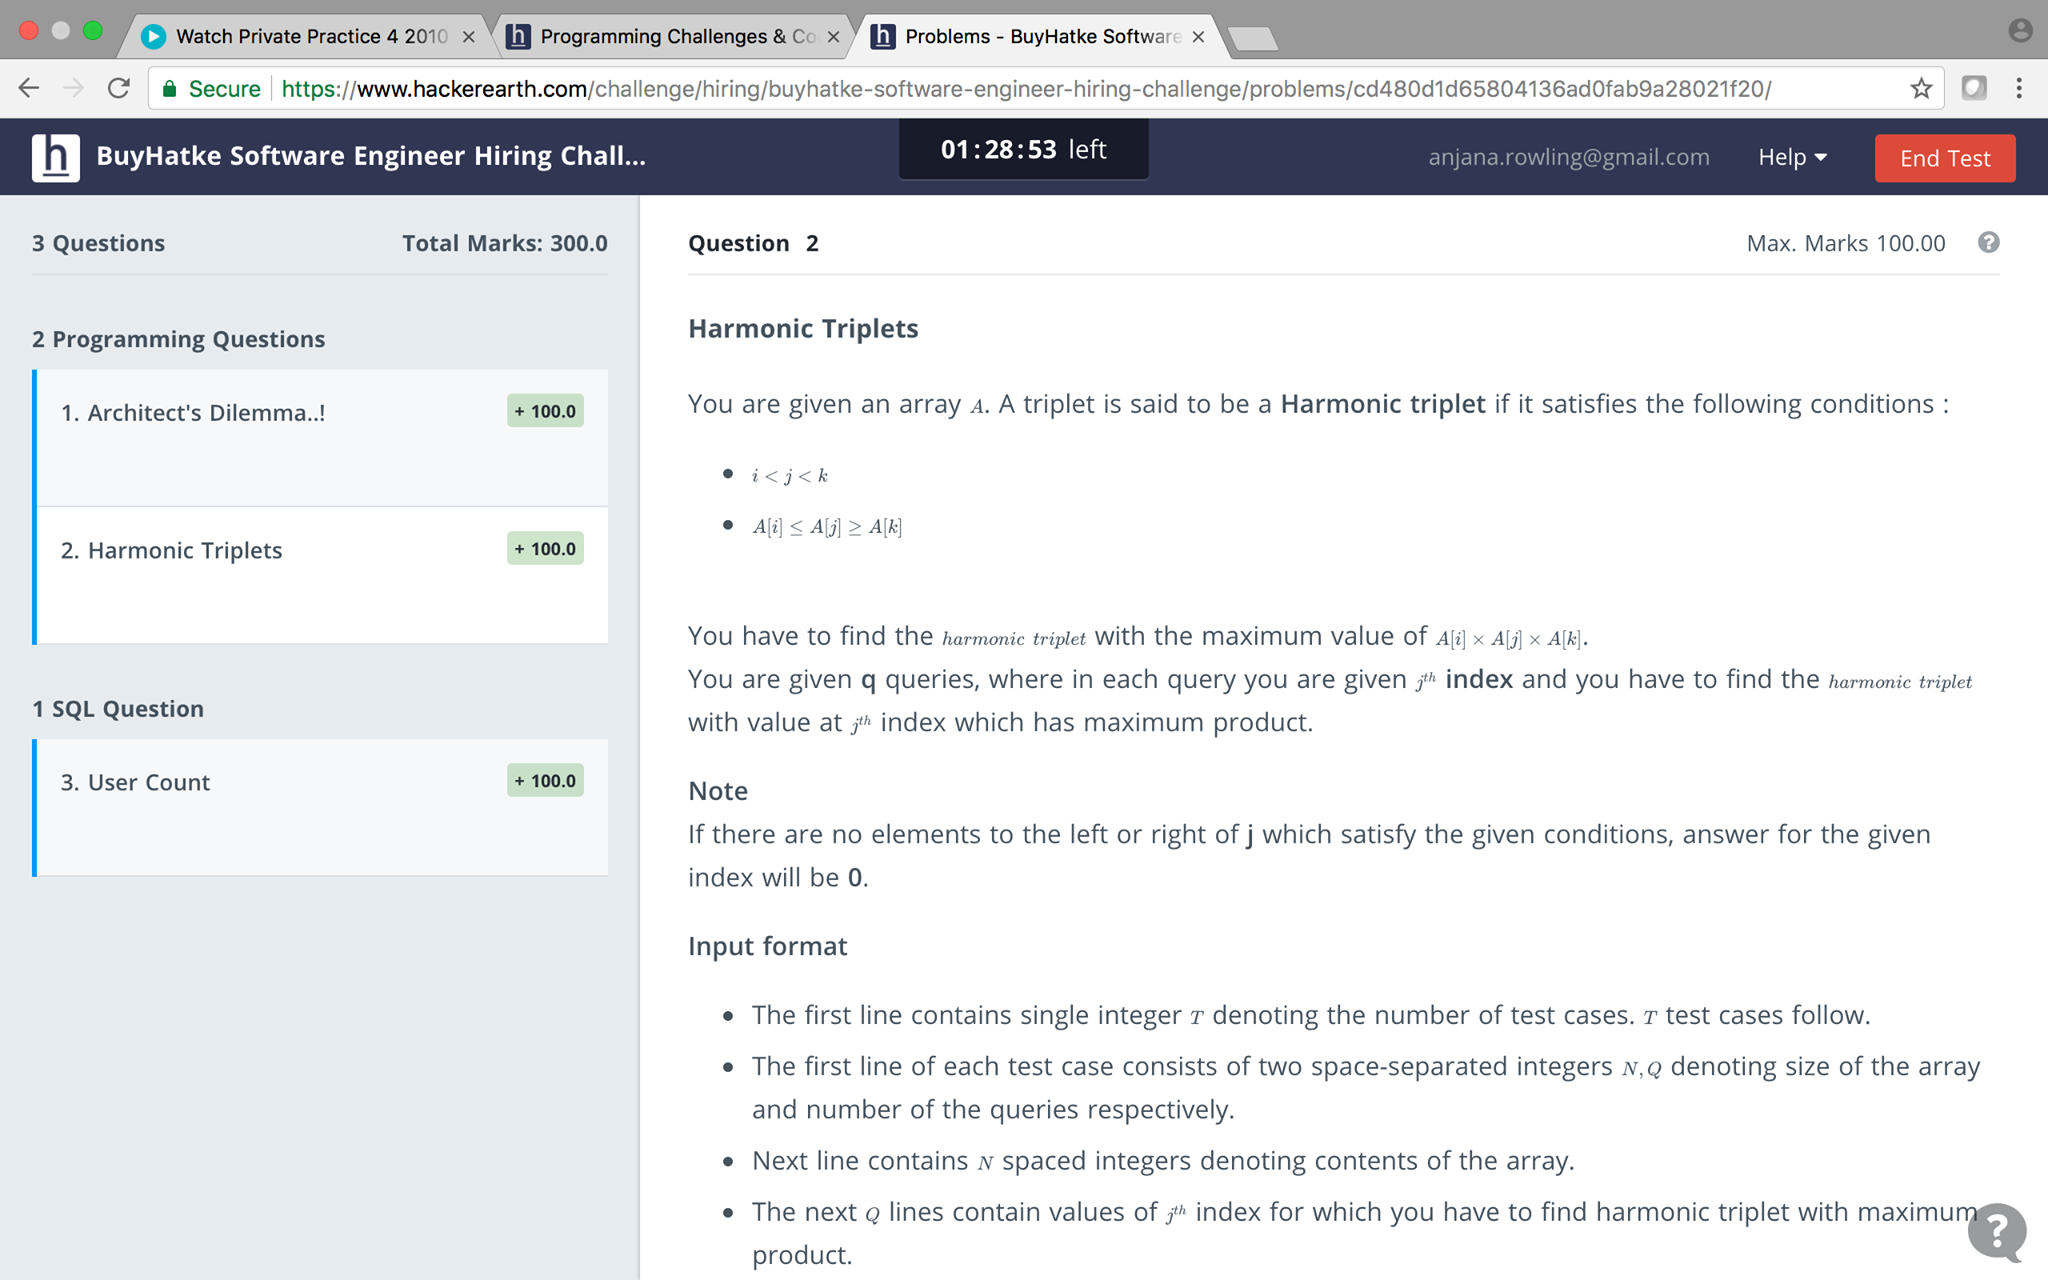 Watch Private Practice 4 2010
Programming Challenges & Co
Problems - BuyHatke Software
Secure
https://www.hackerearth.com/challenge/hiring/buyhatke-software-engineer-hiring-challenge/problems/cd480d1d65804136ad0fab9a28021f20/
h BuyHatke Software Engineer Hiring Chall...
01:28:53 left
anjana.rowling@gmail.com
Help
End Test
3 Questions
Total Marks: 300.0
2 Programming Questions
1. Architect's Dilemma..!
+ 100.0
2. Harmonic Triplets
+ 100.0
1 SQL Question
3. User Count
+ 100.0
Question 2
Max. Marks 100.00
?
Harmonic Triplets
You are given an array A. A triplet is said to be a Harmonic triplet if it satisfies the following conditions :
• i < j < k
• A[i] ≤ A[j] ≥ A[k]
You have to find the harmonic triplet with the maximum value of A[i] × A[j] × A[k].
You are given q queries, where in each query you are given jth index and you have to find the harmonic triplet
with value at jth index which has maximum product.
Note
If there are no elements to the left or right of j which satisfy the given conditions, answer for the given
index will be 0.
Input format
• The first line contains single integer T denoting the number of test cases. T test cases follow.
• The first line of each test case consists of two space-separated integers N, Q denoting size of the array
and number of the queries respectively.
• Next line contains N spaced integers denoting contents of the array.
• The next Q lines contain values of jth index for which you have to find harmonic triplet with maximum
product.
?